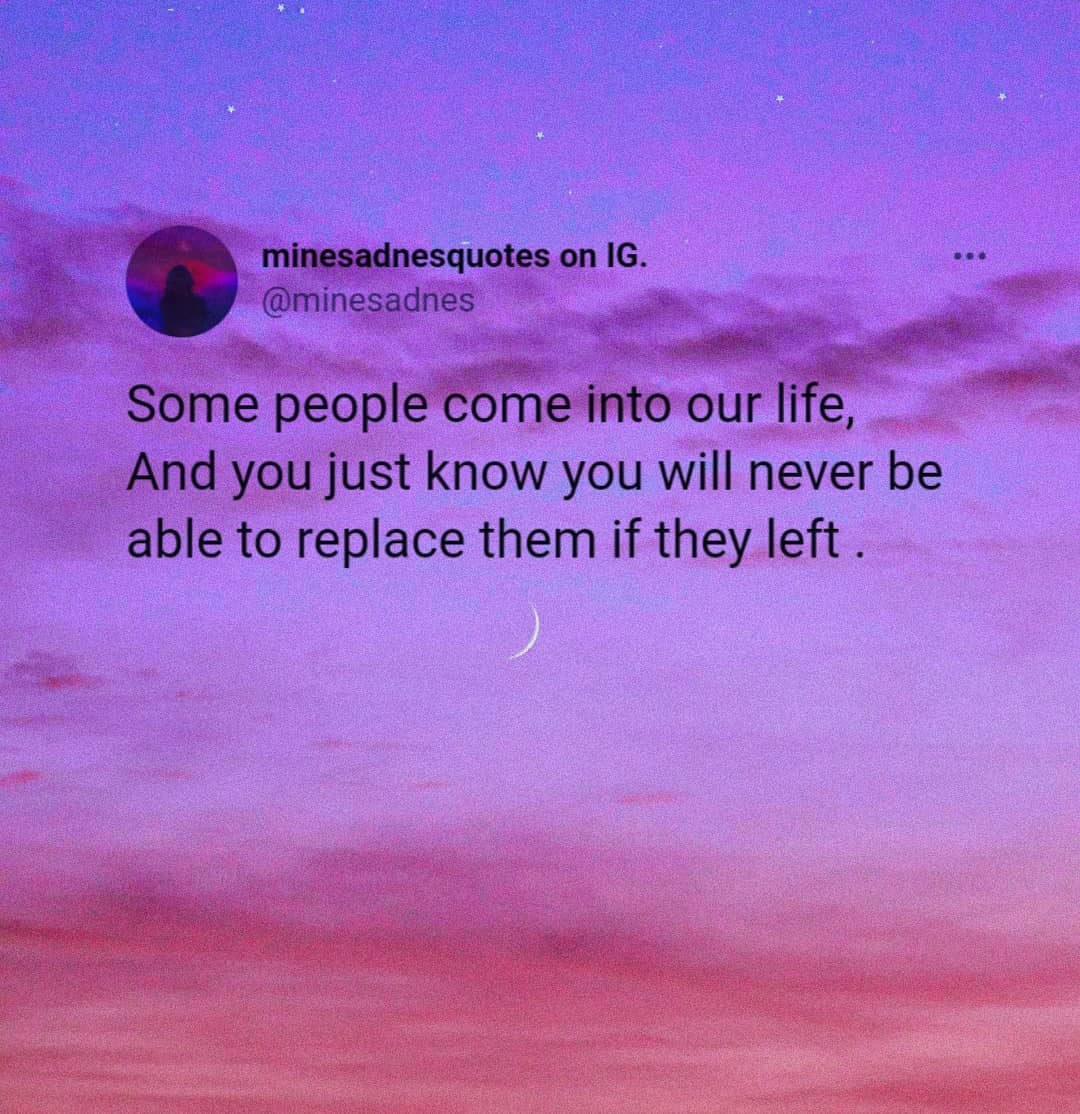 minesadnesquotes on IG.
@minesadnes
Some people come into our life,
And you just know you will never be
able to replace them if they left .